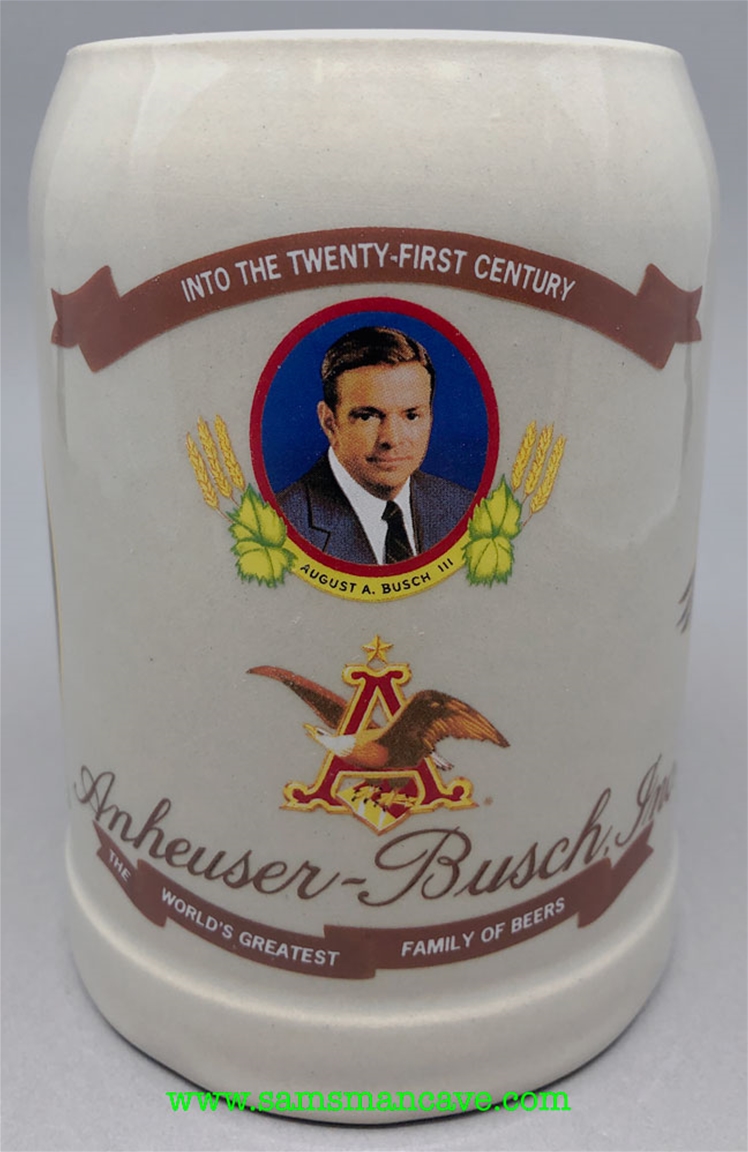 INTO THE TWENTY-FIRST CENTURY
AUGUST A. BUSCH III
A
Anheuser-Busch, Inc
THE WORLD'S GREATEST FAMILY OF BEERS
www.samsmancave.com